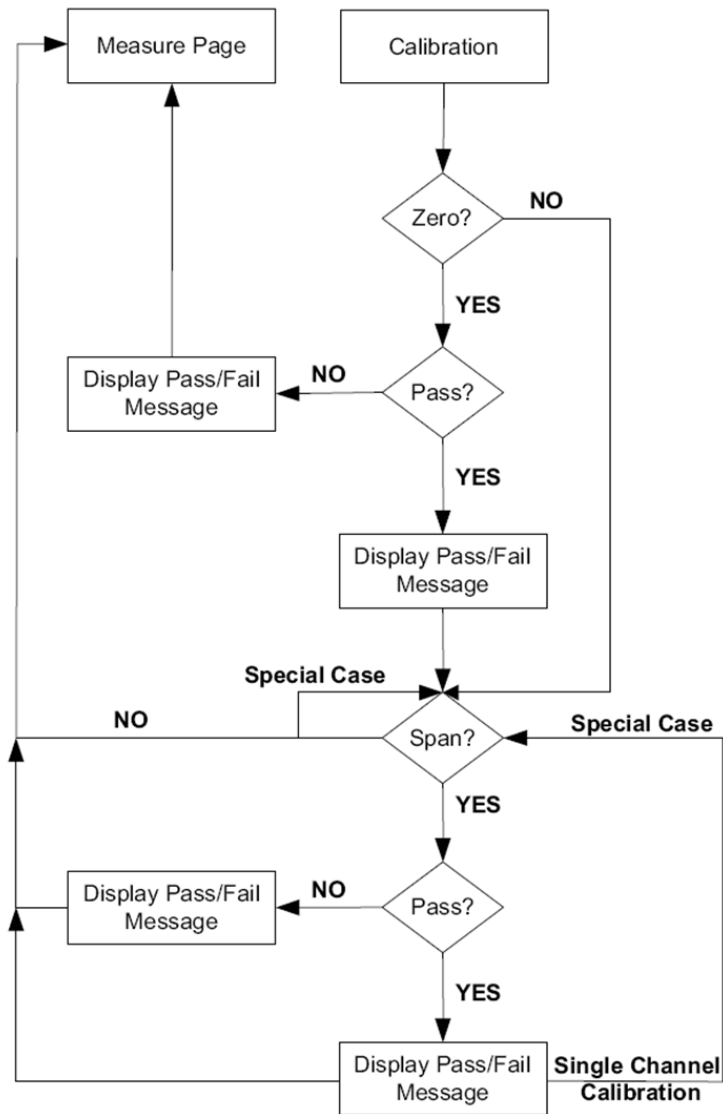 Measure Page
Calibration
Zero?
NO
YES
Display Pass/Fail
Message
NO
Pass?
YES
Display Pass/Fail
Message
Special Case
NO
Span?
Special Case
YES
Display Pass/Fail
Message
NO
Pass?
YES
Display Pass/Fail
Message
Single Channel
Calibration